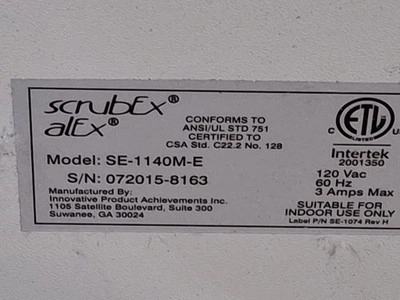 scrubEx®
alEx®
CONFORMS TO
ANSI/UL STD 751
CERTIFIED TO
CSA Std. C22.2 No. 128
Model: SE-1140M-E
S/N: 072015-8163
Manufactured By:
Innovative Product Achievements Inc.
1105 Satellite Boulevard, Suite 300
Suwanee, GA 30024
C ETL US
LISTED
Intertek
2001350
120 Vac
60 Hz
3 Amps Max
SUITABLE FOR
INDOOR USE ONLY
Label P/N SE-1074 Rev H